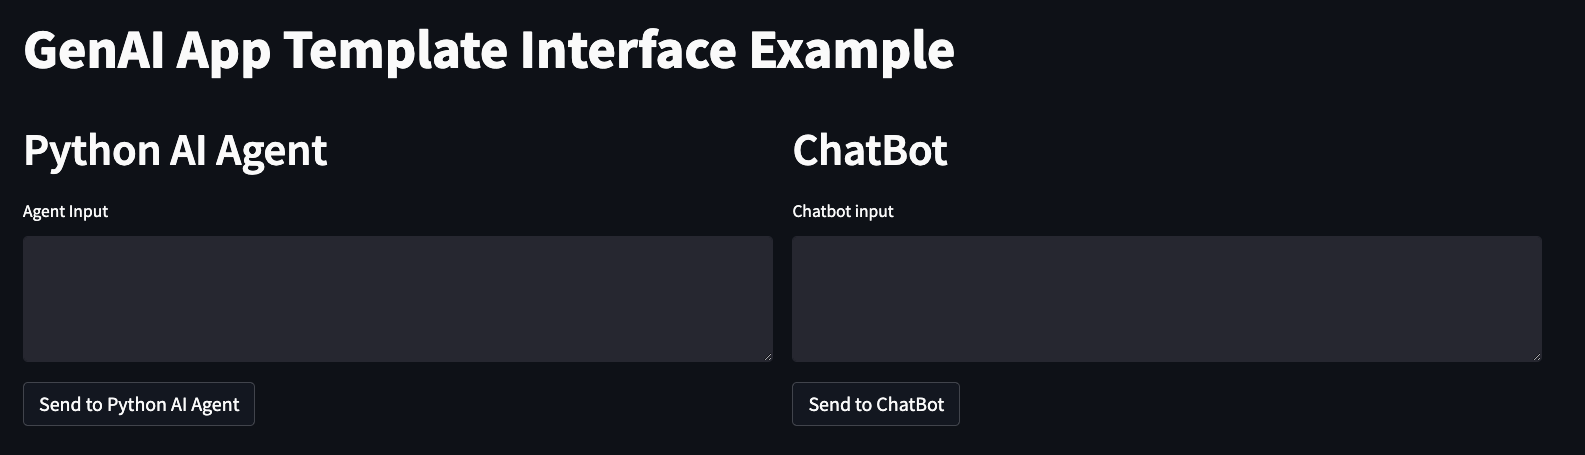 GenAI App Template Interface Example
Python AI Agent
Agent Input
Send to Python AI Agent
ChatBot
Chatbot input
Send to ChatBot